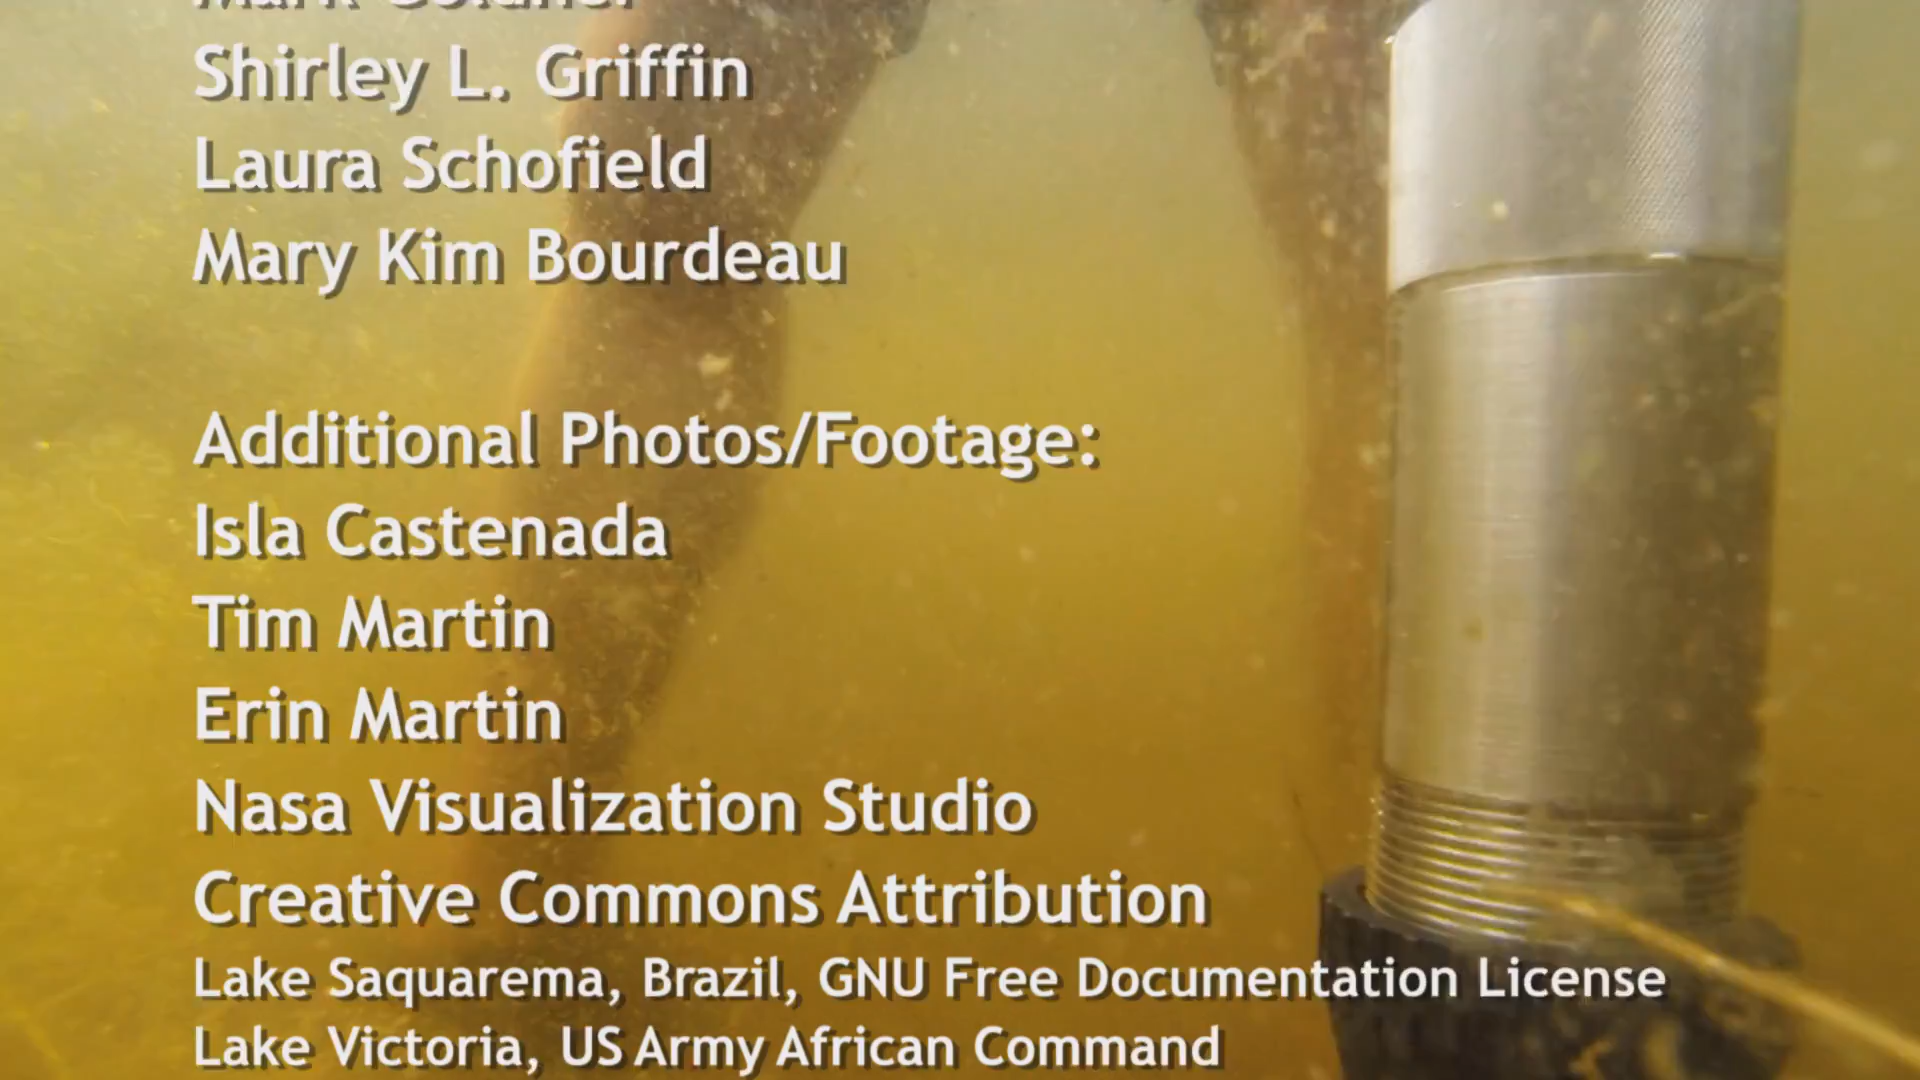 Shirley L. Griffin
Laura Schofield
Mary Kim Bourdeau
Additional Photos/Footage:
Isla Castenada
Tim Martin
Erin Martin
Nasa Visualization Studio
Creative Commons Attribution
Lake Saquarema, Brazil, GNU Free Documentation License
Lake Victoria, US Army African Command